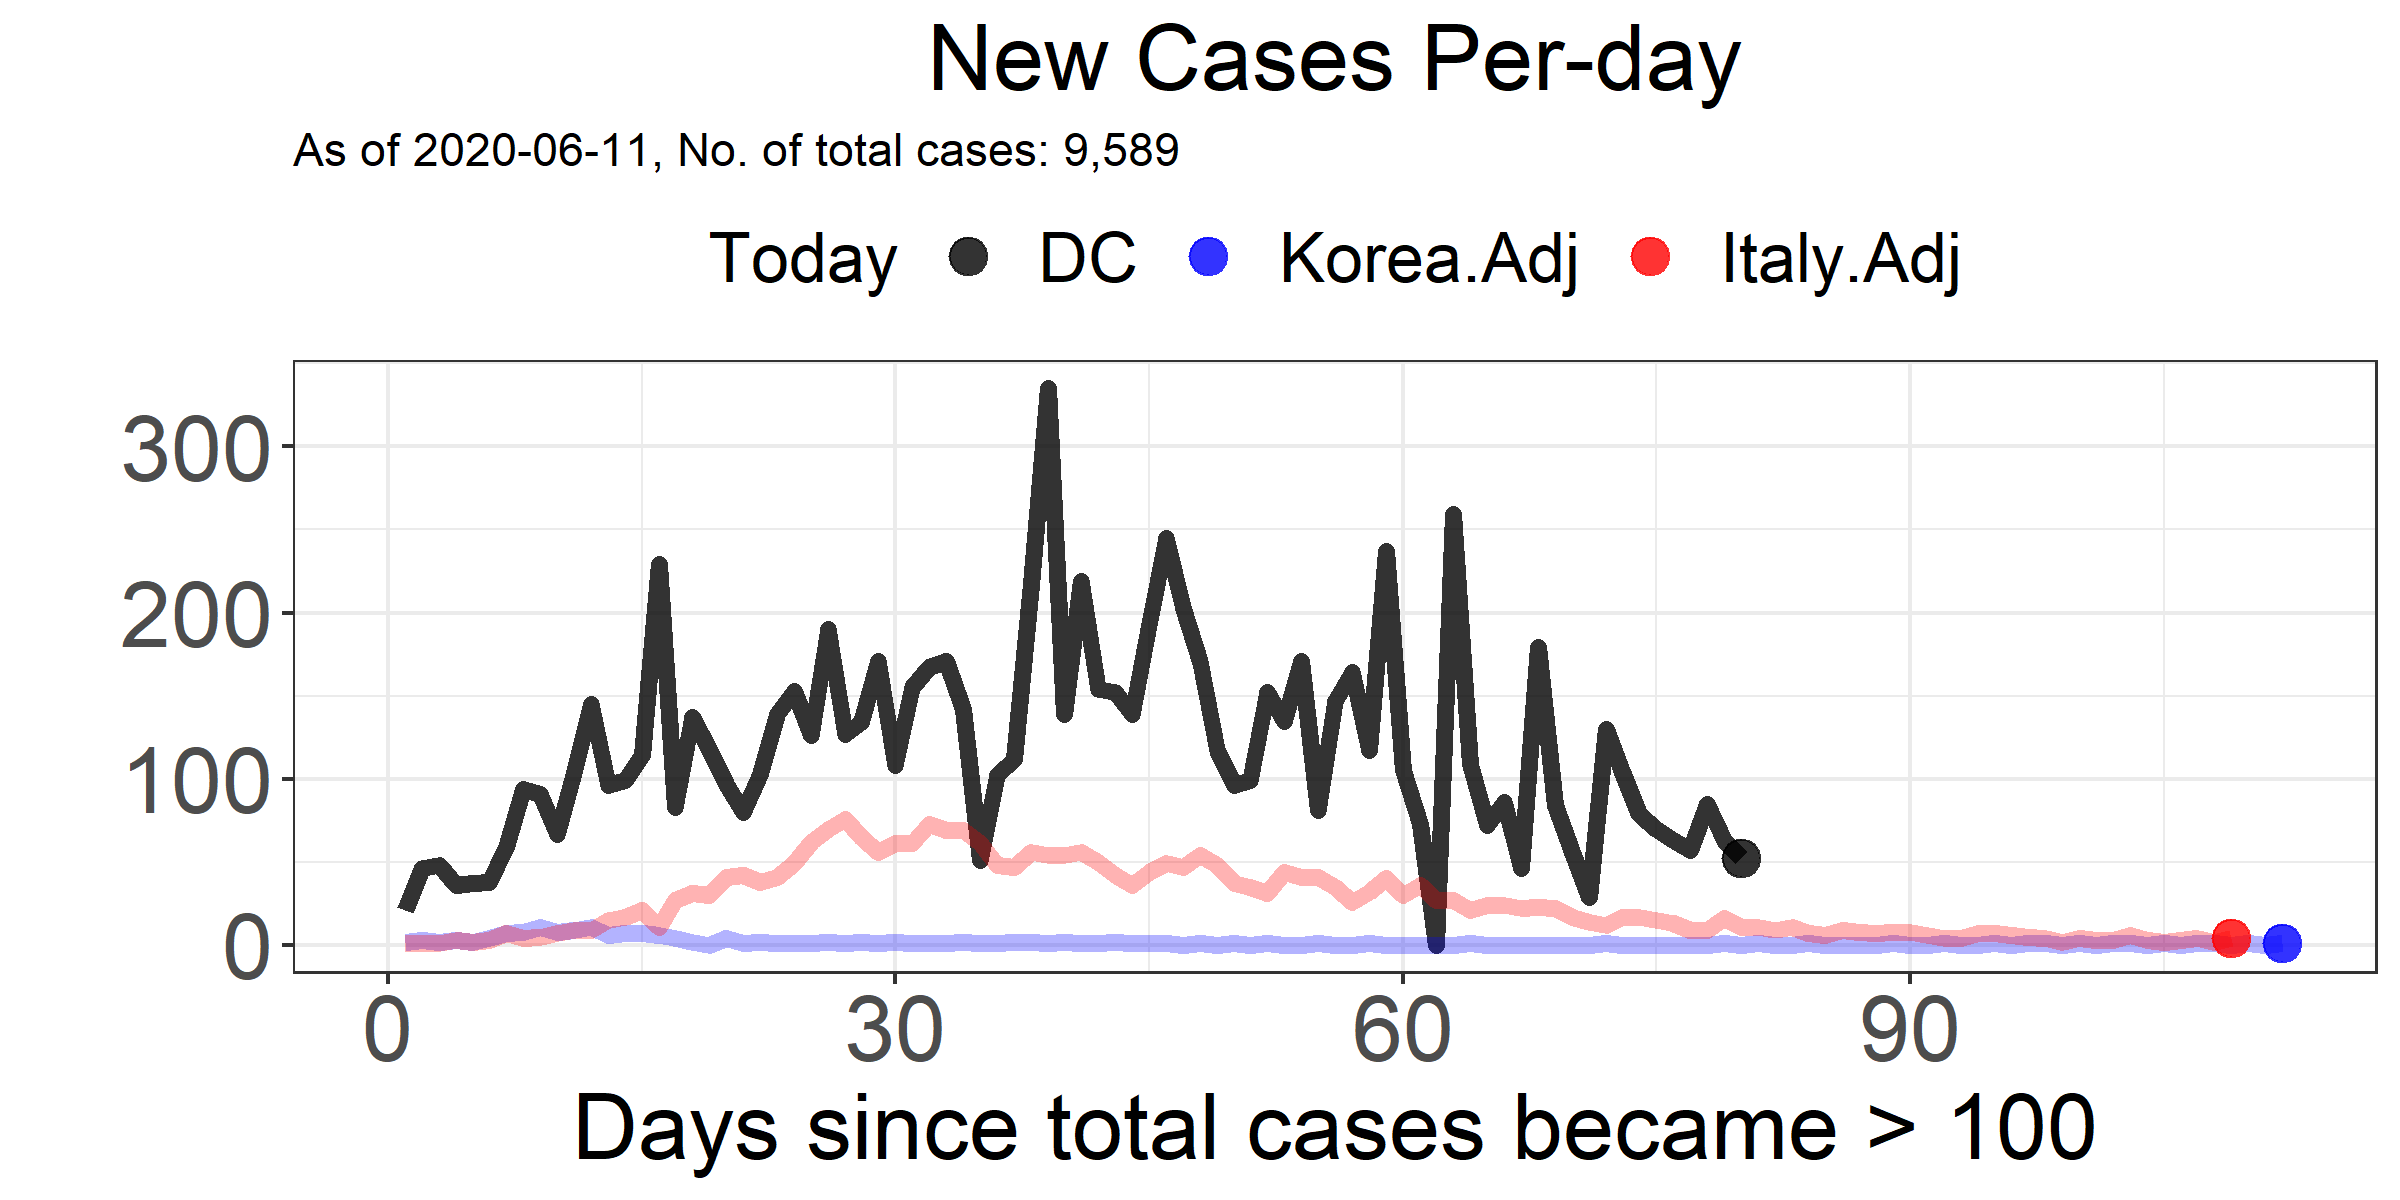 New Cases Per-day
As of 2020-06-11, No. of total cases: 9,589
Today DC Korea.Adj Italy.Adj
300
200
100
0
0 30 60 90
Days since total cases became > 100